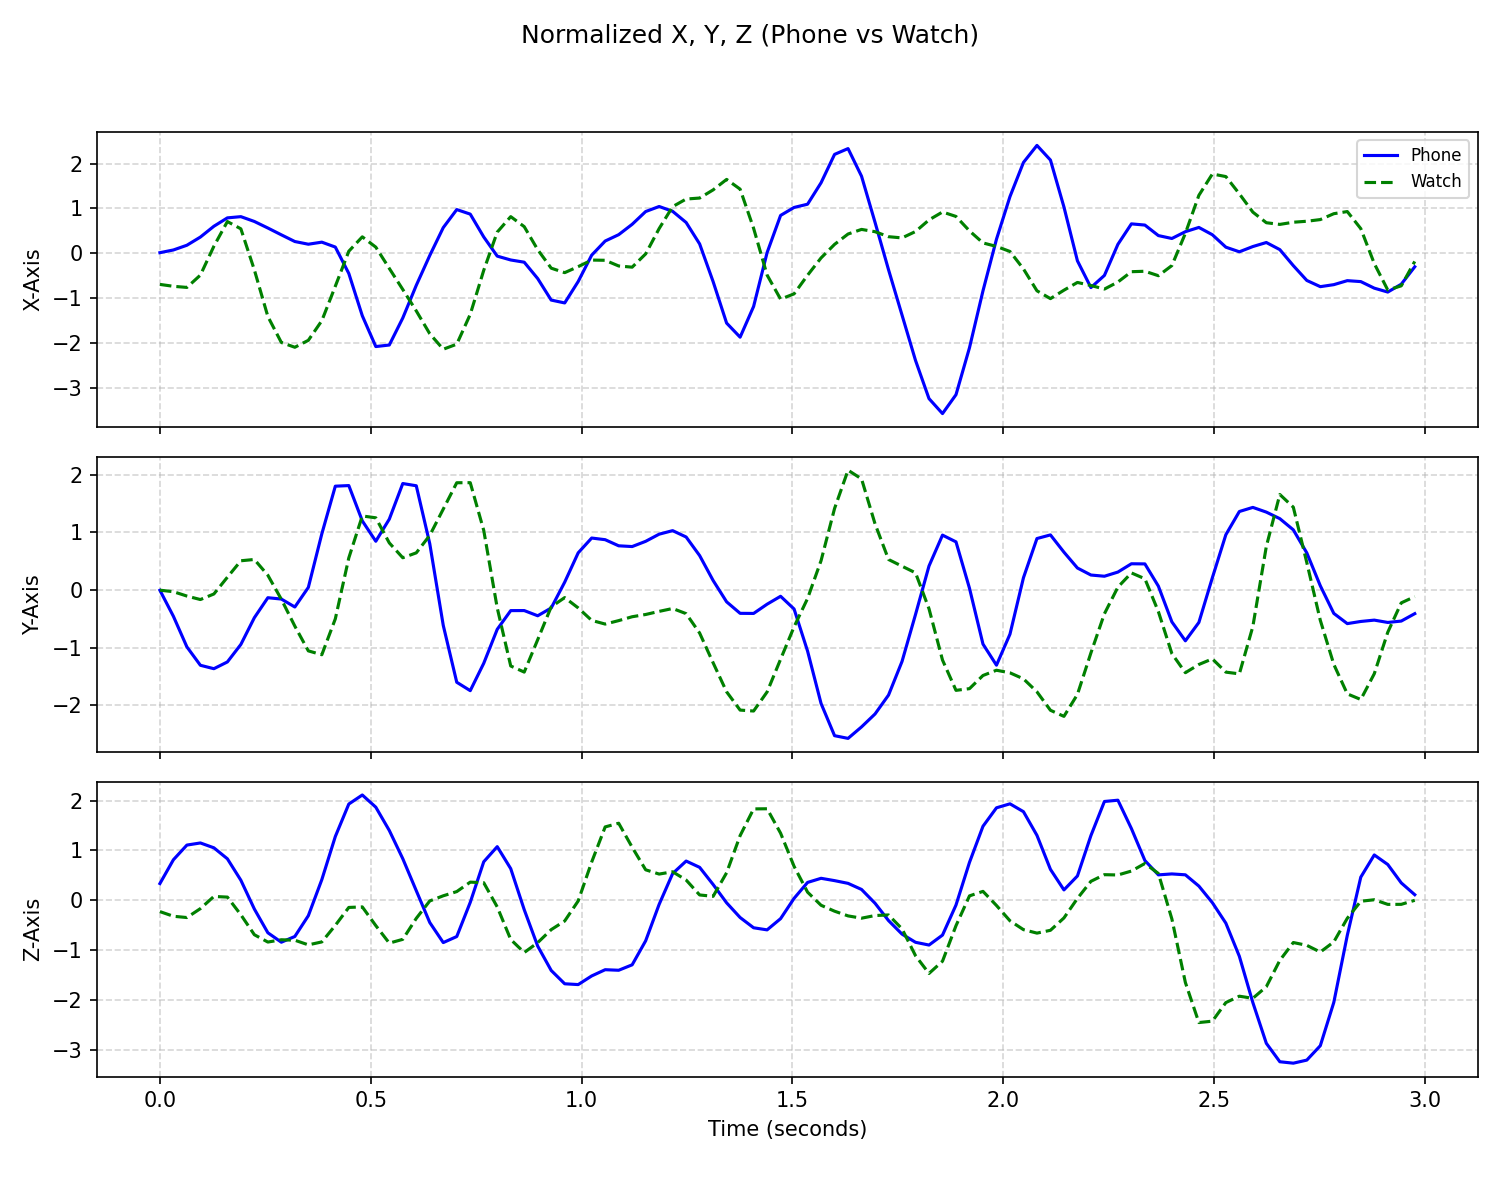 Normalized X, Y, Z (Phone vs Watch)
X-Axis
2
1
0
−1
−2
−3
Phone
Watch
Y-Axis
2
1
0
−1
−2
Z-Axis
2
1
0
−1
−2
−3
0.0 0.5 1.0 1.5 2.0 2.5 3.0
Time (seconds)